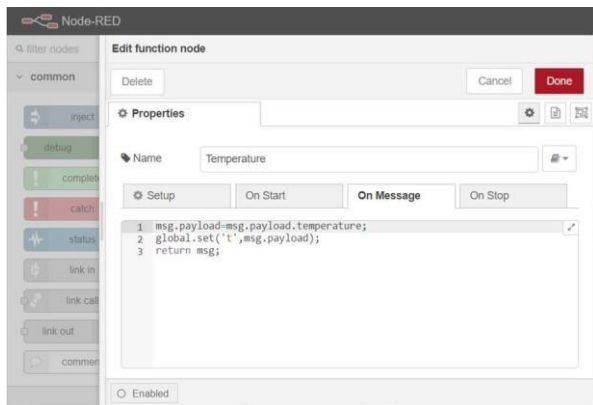 Node-RED
filter nodes
Edit function node
common
Delete
Cancel
Done
inject
Properties
debug
Name
Temperature
complete
Setup
On Start
On Message
On Stop
catch
1 msg.payload=msg.payload.temperature;
status
2 global.set('t',msg.payload);
3 return msg;
link in
link call
link out
commen
Enabled